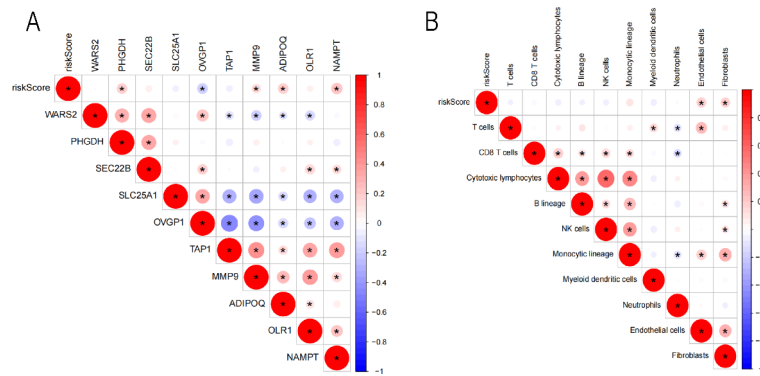 A
riskScore
WARS2
PHGDH
SEC22B
SLC25A1
OVGP1
TAP1
MMP9
ADIPOQ
OLR1
NAMPT
riskScore
WARS2
PHGDH
SEC22B
SLC25A1
OVGP1
TAP1
MMP9
ADIPOQ
OLR1
NAMPT
1
0.8
0.6
0.4
0.2
0
-0.2
-0.4
-0.6
-0.8
-1
B
riskScore
T cells
CD8 T cells
Cytotoxic lymphocytes
B lineage
NK cells
Monocytic lineage
Myeloid dendritic cells
Neutrophils
Endothelial cells
Fibroblasts
riskScore
T cells
CD8 T cells
Cytotoxic lymphocytes
B lineage
NK cells
Monocytic lineage
Myeloid dendritic cells
Neutrophils
Endothelial cells
Fibroblasts